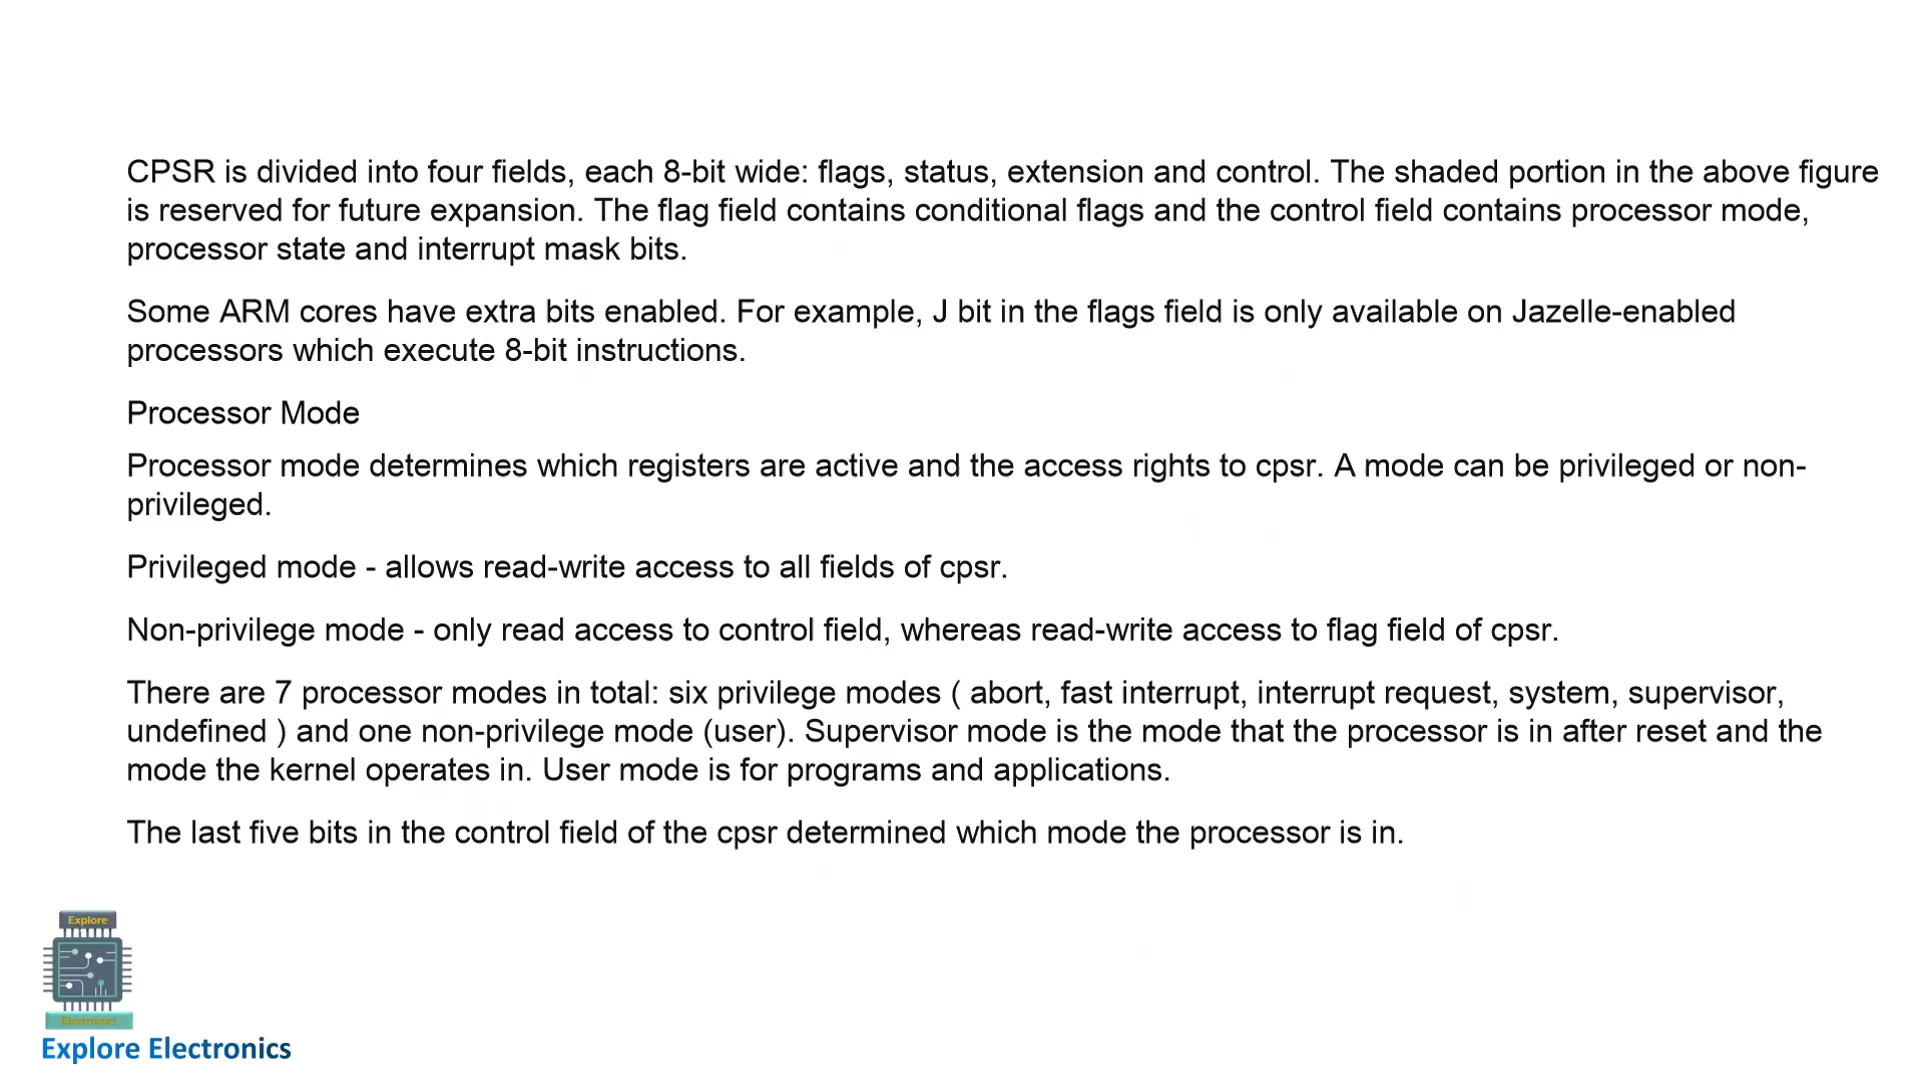 CPSR is divided into four fields, each 8-bit wide: flags, status, extension and control. The shaded portion in the above figure
is reserved for future expansion. The flag field contains conditional flags and the control field contains processor mode,
processor state and interrupt mask bits.
Some ARM cores have extra bits enabled. For example, J bit in the flags field is only available on Jazelle-enabled
processors which execute 8-bit instructions.
Processor Mode
Processor mode determines which registers are active and the access rights to cpsr. A mode can be privileged or non-
privileged.
Privileged mode - allows read-write access to all fields of cpsr.
Non-privilege mode - only read access to control field, whereas read-write access to flag field of cpsr.
There are 7 processor modes in total: six privilege modes ( abort, fast interrupt, interrupt request, system, supervisor,
undefined ) and one non-privilege mode (user). Supervisor mode is the mode that the processor is in after reset and the
mode the kernel operates in. User mode is for programs and applications.
The last five bits in the control field of the cpsr determined which mode the processor is in.
Explore
Electronics
Explore Electronics